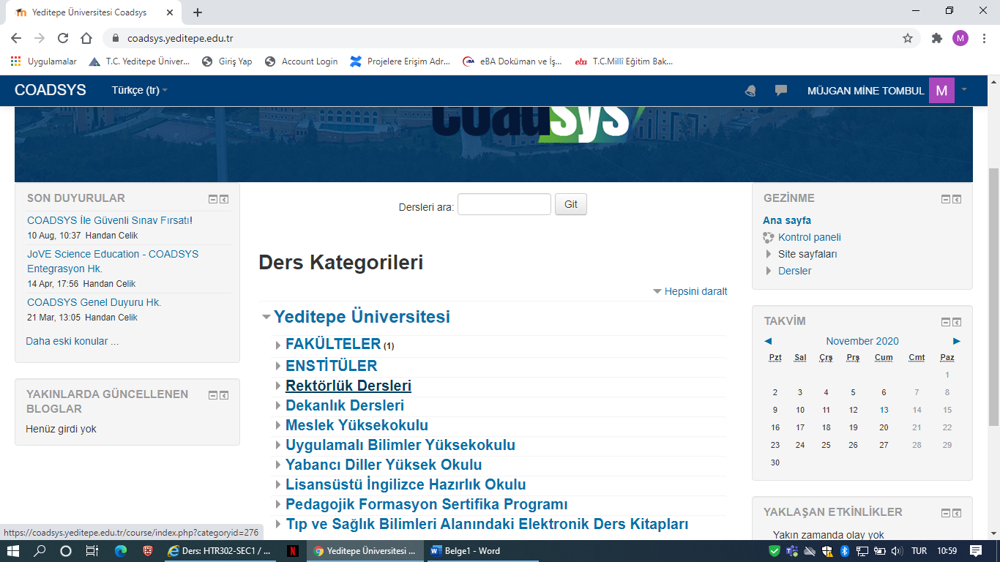 Yeditepe Üniversitesi Coadsys
coadsys.yeditepe.edu.tr
M
Uygulamalar
T.C. Yeditepe Üniver...
Giriş Yap
Account Login
Projelere Erişim Adr...
eBA Doküman ve İş...
T.C.Millî Eğitim Bak...
COADSYS
Türkçe (tr)
MÜJGAN MİNE TOMBUL
M
coadsys
SON DUYURULAR
COADSYS İle Güvenli Sınav Fırsatı!
10 Aug, 10:37 Handan Celik
JoVE Science Education - COADSYS
Entegrasyon Hk.
14 Apr, 17:56 Handan Celik
COADSYS Genel Duyuru Hk.
21 Mar, 13:05 Handan Celik
Daha eski konular ...
YAKINLARDA GÜNCELLENEN
BLOGLAR
Henüz girdi yok
Dersleri ara:
Git
Ders Kategorileri
Hepsini daralt
Yeditepe Üniversitesi
FAKÜLTELER (1)
ENSTİTÜLER
Rektörlük Dersleri
Dekanlık Dersleri
Meslek Yüksekokulu
Uygulamalı Bilimler Yüksekokulu
Yabancı Diller Yüksek Okulu
Lisansüstü İngilizce Hazırlık Okulu
Pedagojik Formasyon Sertifika Programı
Tıp ve Sağlık Bilimleri Alanındaki Elektronik Ders Kitapları
GEZİNME
Ana sayfa
Kontrol paneli
Site sayfaları
Dersler
TAKVİM
November 2020
Pzt Sal Çrş Prş Cum Cmt Paz
1
2 3 4 5 6 7 8
9 10 11 12 13 14 15
16 17 18 19 20 21 22
23 24 25 26 27 28 29
30
YAKLAŞAN ETKİNLİKLER
Yakın zamanda olay yok
https://coadsys.yeditepe.edu.tr/course/index.php?categoryid=276
Ders: HTR302-SEC1 / ...
N
Yeditepe Üniversitesi ...
Belge1 - Word
TUR
10:59